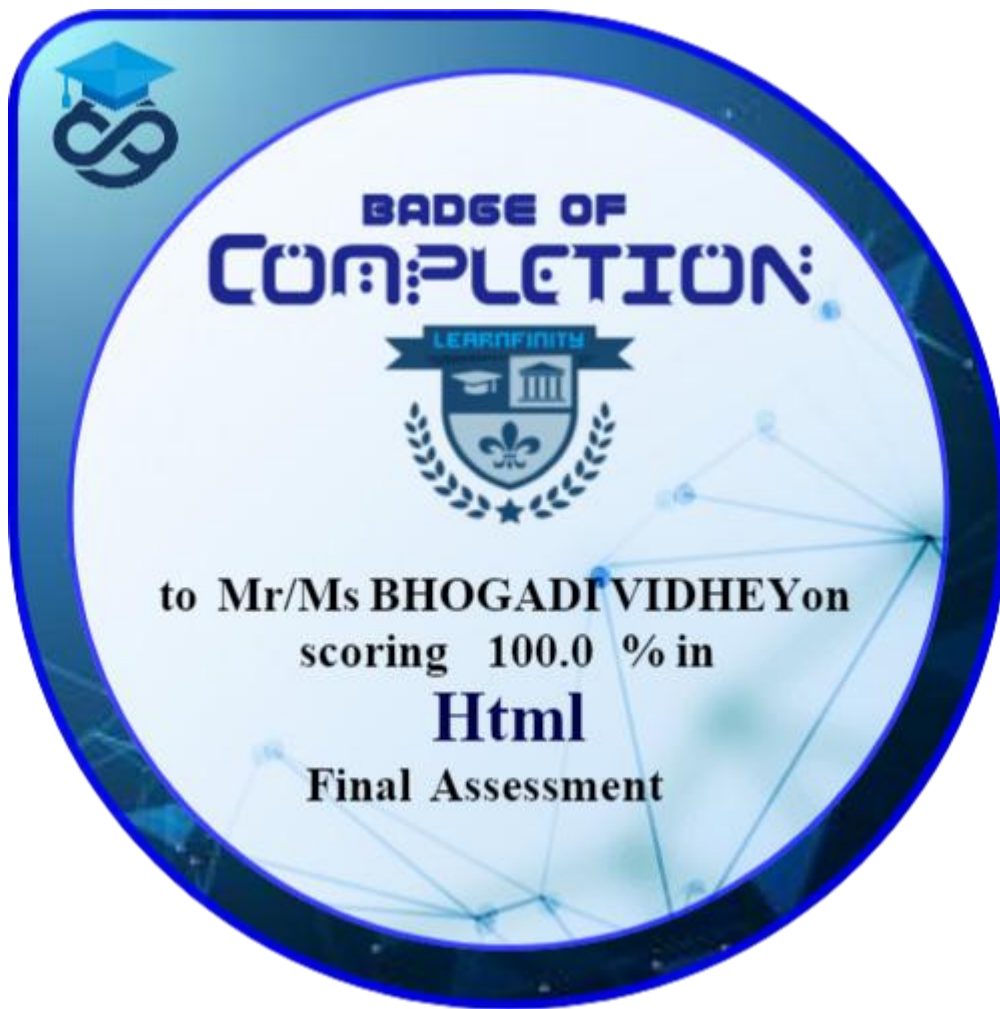 BADGE OF
COMPLETION
LEARNFINITY
to Mr/Ms BHOGADI VIDHEYon
scoring 100.0 % in
Html
Final Assessment